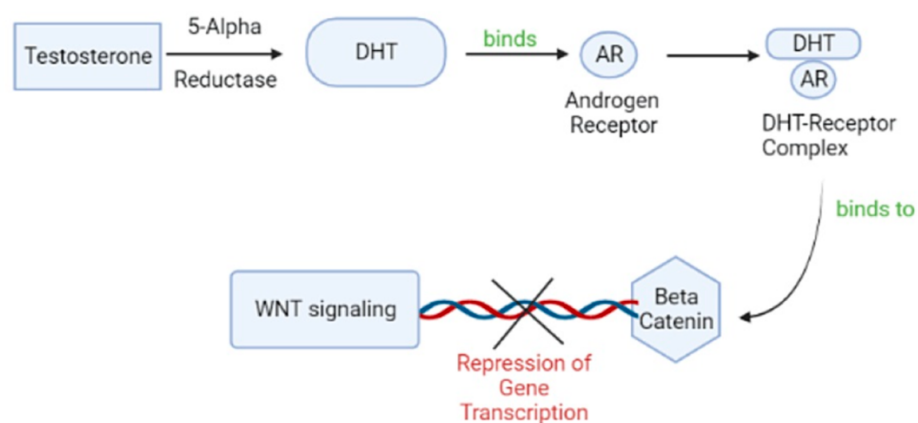 5-Alpha
Reductase
Testosterone
DHT
binds
AR
Androgen
Receptor
DHT
AR
DHT-Receptor
Complex
binds to
WNT signaling
Beta
Catenin
Repression of
Gene
Transcription